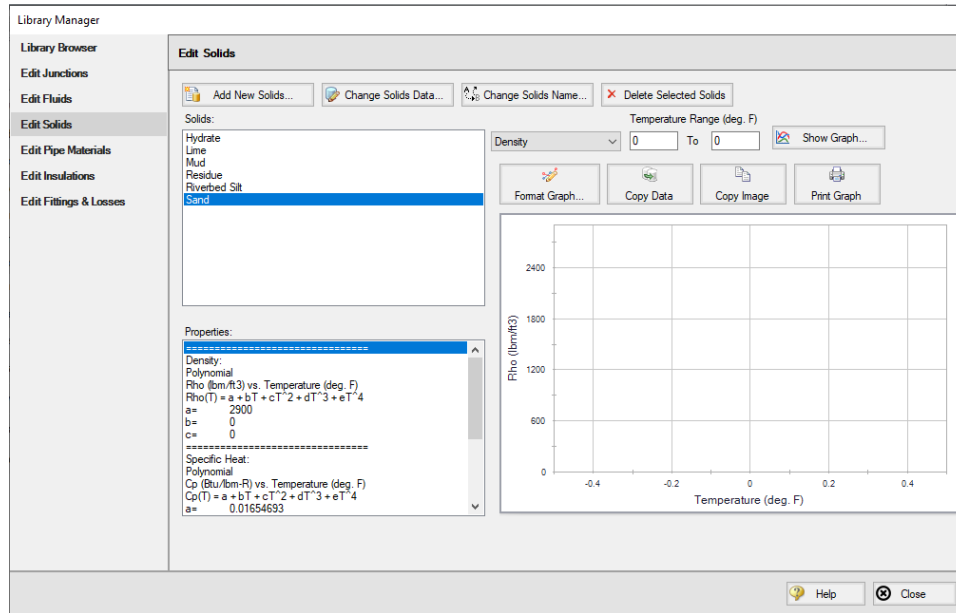 Library Manager
Library Browser
Edit Junctions
Edit Fluids
Edit Solids
Edit Pipe Materials
Edit Insulations
Edit Fittings & Losses
Edit Solids
Add New Solids...
Change Solids Data...
Change Solids Name...
Delete Selected Solids
Solids:
Hydrate
Lime
Mud
Residue
Riverbed Silt
Sand
Temperature Range (deg. F)
Density
0 To 0
Show Graph...
Format Graph...
Copy Data
Copy Image
Print Graph
Properties:
================================
Density:
Polynomial
Rho (lbm/ft3) vs. Temperature (deg. F)
Rho(T) = a + bT + cT^2 + dT^3 + eT^4
a= 2900
b= 0
c= 0
================================
Specific Heat:
Polynomial
Cp (Btu/lbm-R) vs. Temperature (deg. F)
Cp(T) = a + bT + cT^2 + dT^3 + eT^4
a= 0.01654693
Rho (lbm/ft3)
2400
1800
1200
600
0
-0.4 -0.2 0 0.2 0.4
Temperature (deg. F)
Help
Close